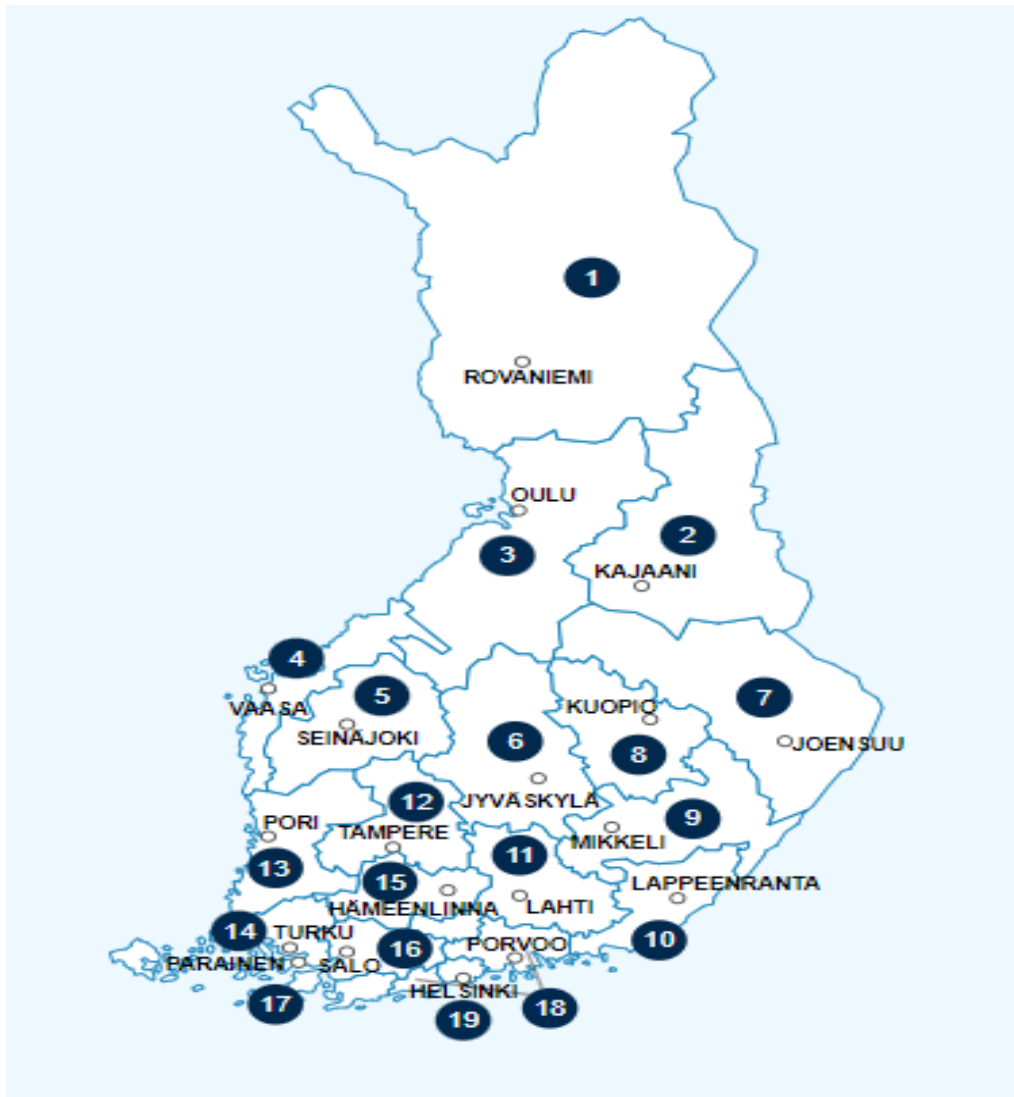 1
ROVANIEMI
OULU
2
3
KAJAANI
4
VAASA
5
SEINÄJOKI
7
KUOPIO
6
8
JOENSUU
JYVÄSKYLÄ
12
9
PORI
TAMPERE
MIKKELI
11
13
15
LAPPEENRANTA
HÄMEENLINNA
LAHTI
14
TURKU
16
PORVOO
10
PARAINEN
SALO
HELSINKI
17
18
19